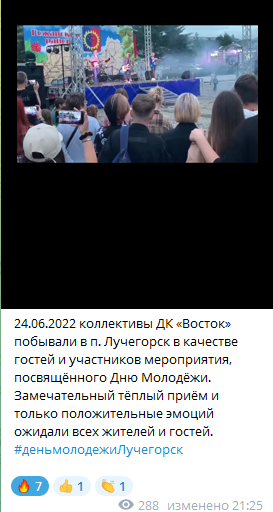 24.06.2022 коллективы ДК «Восток»
побывали в п. Лучегорск в качестве
гостей и участников мероприятия,
посвящённого Дню Молодёжи.
Замечательный тёплый приём и
только положительные эмоций
ожидали всех жителей и гостей.
#деньмолодежиЛучегорск
7 1 1
288 изменено 21:25